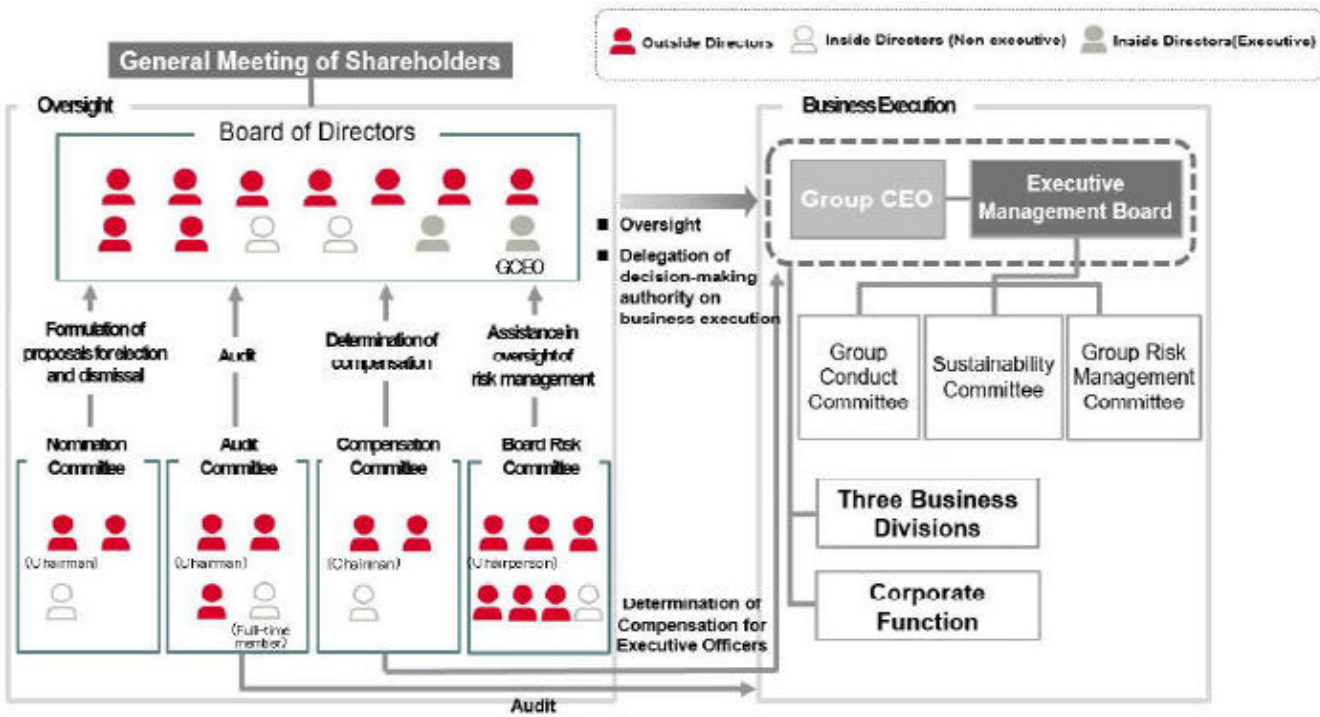 Outside Directors
Inside Directors (Non executive)
Inside Directors(Executive)
General Meeting of Shareholders
Oversight
Board of Directors
GCEO
Formulation of
proposals for election
and dismissal
Audit
Determination of
compensation
Assistance in
oversight of
risk management
Nomination
Committee
(Chairman)
Audit
Committee
(Chairman)
(Full-time
member)
Compensation
Committee
(Chairman)
Board Risk
Committee
(Chairperson)
■ Oversight
■ Delegation of
decision-making
authority on
business execution
Determination of
Compensation for
Executive Officers
Audit
Business Execution
Group CEO
Executive
Management Board
Group
Conduct
Committee
Sustainability
Committee
Group Risk
Management
Committee
Three Business
Divisions
Corporate
Function